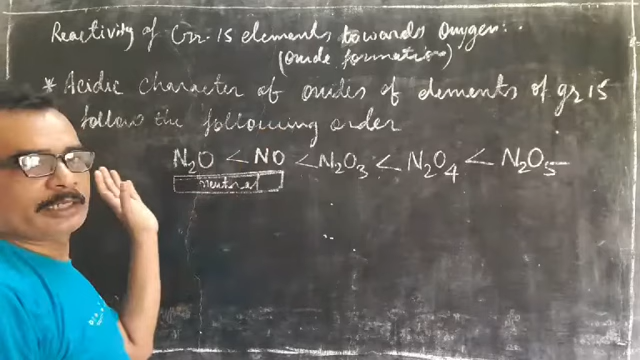 Reactivity of Grr. 15 elements towards Oxygen:-
(Oxide formation)
* Acidic character of oxides of elements of gr 15
follow the following order
N₂O < NO < N₂O₃ < N₂O₄ < N₂O₅
neutral